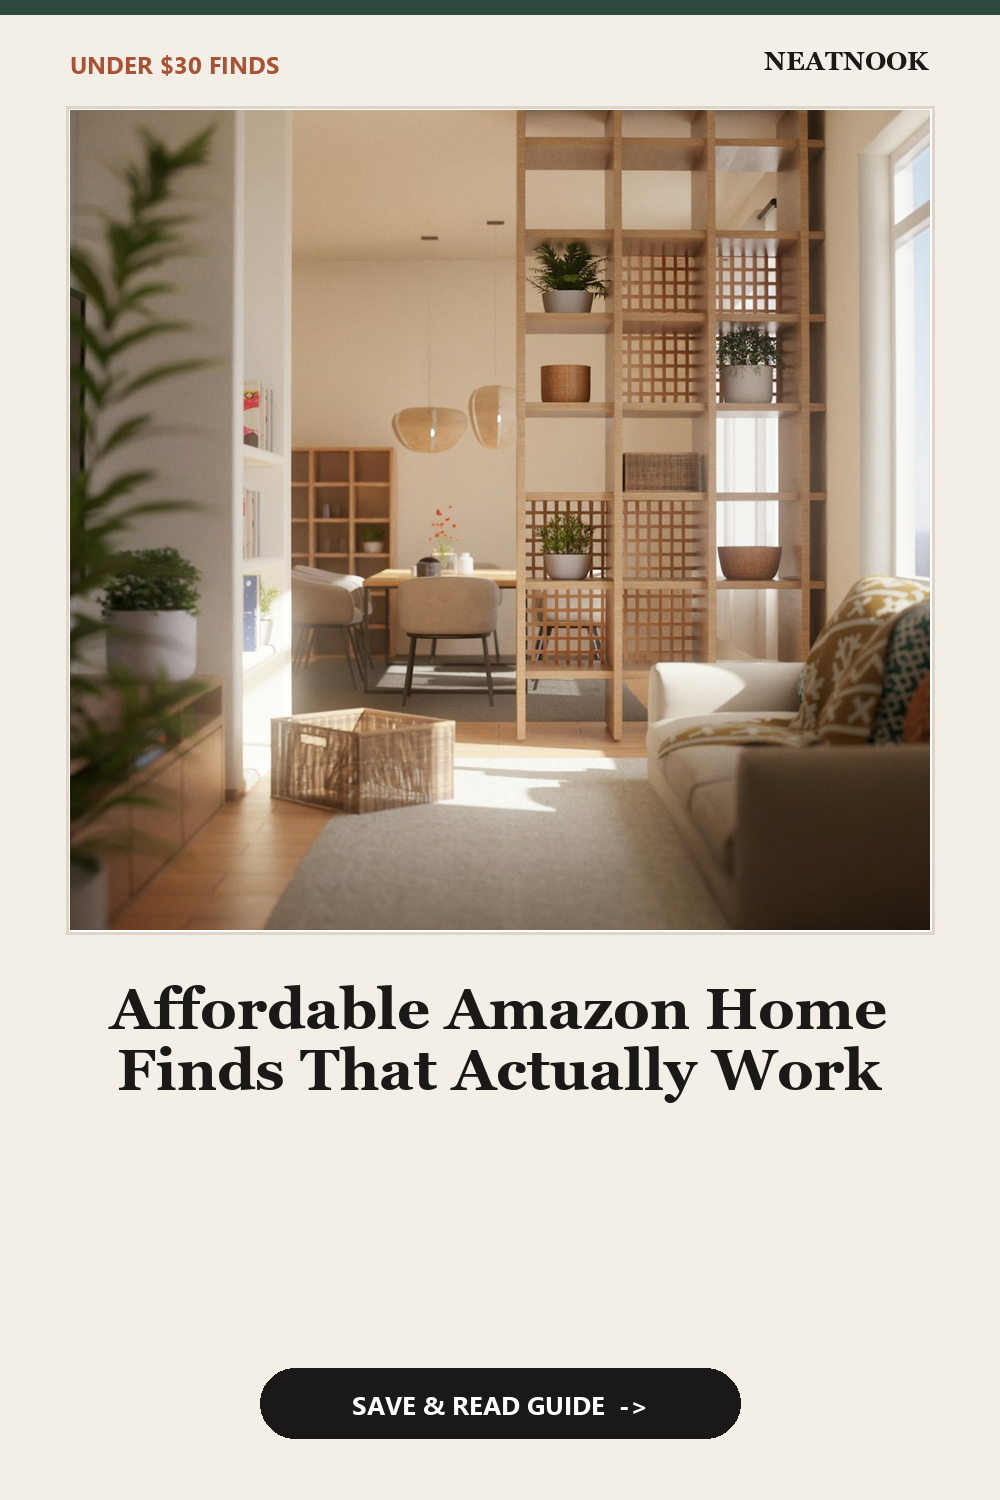 UNDER $30 FINDS
NEATNOOK
Affordable Amazon Home
Finds That Actually Work
SAVE & READ GUIDE ->